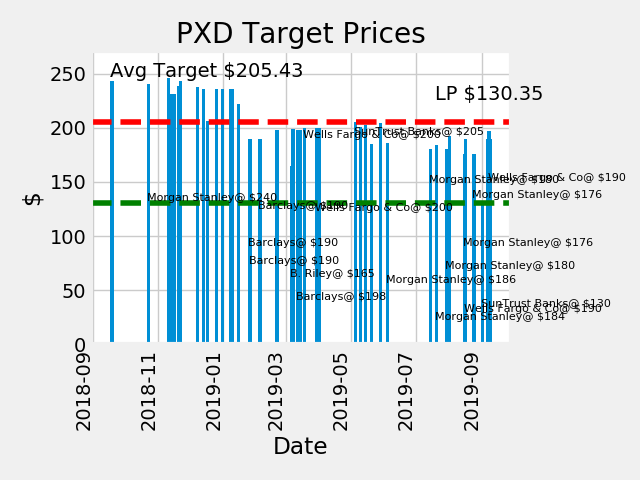 PXD Target Prices
Avg Target $205.43
LP $130.35
250
200
150
100
50
0
$
SunTrust Banks@ $205
Wells Fargo & Co@ $200
Wells Fargo & Co@ $190
Morgan Stanley@ $180
Morgan Stanley@ $176
Morgan Stanley@ $240
Barclays@ $190
Wells Fargo & Co@ $200
Barclays@ $190
Morgan Stanley@ $176
Barclays@ $190
Morgan Stanley@ $180
B. Riley@ $165
Morgan Stanley@ $186
Barclays@ $198
SunTrust Banks@ $130
Wells Fargo & Co@ $190
Morgan Stanley@ $184
2018-09
2018-11
2019-01
2019-03
2019-05
2019-07
2019-09
Date